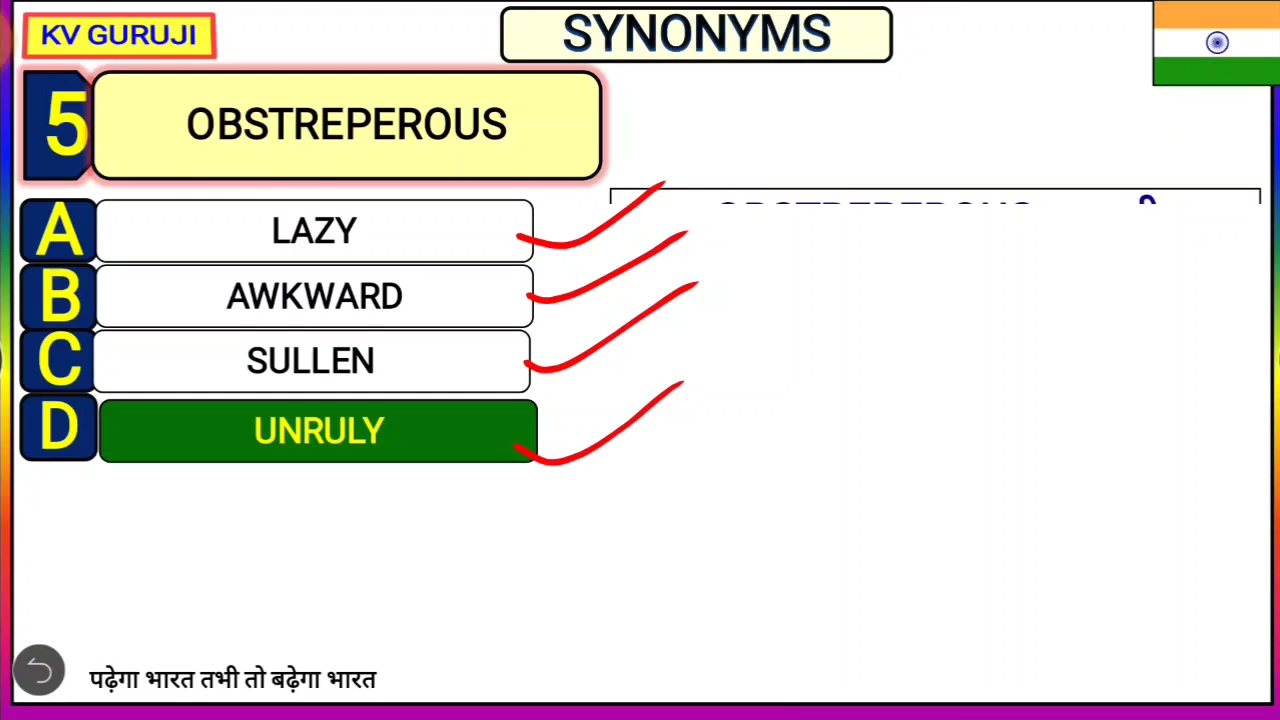 KV GURUJI
SYNONYMS
5
OBSTREPEROUS
A
LAZY
B
AWKWARD
C
SULLEN
D
UNRULY
पढ़ेगा भारत तभी तो बढ़ेगा भारत